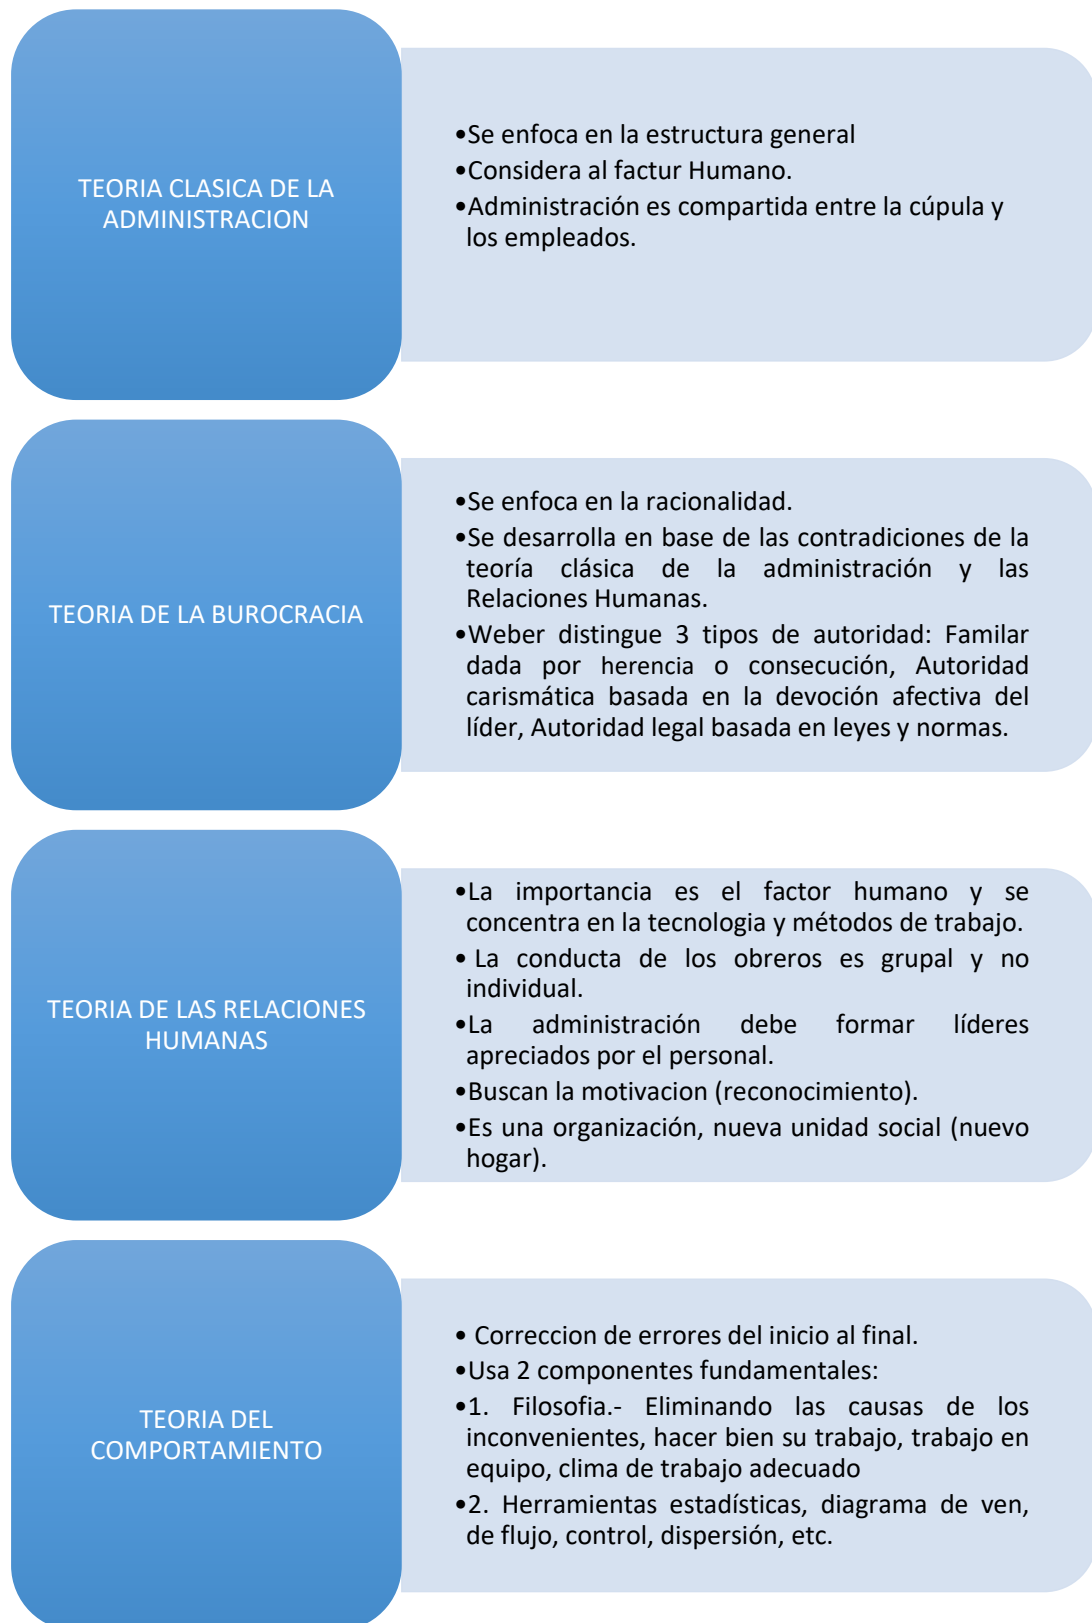 TEORIA CLASICA DE LA
ADMINISTRACION
•Se enfoca en la estructura general
•Considera al factur Humano.
•Administración es compartida entre la cúpula y
los empleados.
TEORIA DE LA BUROCRACIA
•Se enfoca en la racionalidad.
•Se desarrolla en base de las contradiciones de la
teoría clásica de la administración y las
Relaciones Humanas.
•Weber distingue 3 tipos de autoridad: Familar
dada por herencia o consecución, Autoridad
carismática basada en la devoción afectiva del
líder, Autoridad legal basada en leyes y normas.
TEORIA DE LAS RELACIONES
HUMANAS
•La importancia es el factor humano y se
concentra en la tecnologia y métodos de trabajo.
• La conducta de los obreros es grupal y no
individual.
•La administración debe formar líderes
apreciados por el personal.
•Buscan la motivacion (reconocimiento).
•Es una organización, nueva unidad social (nuevo
hogar).
TEORIA DEL
COMPORTAMIENTO
• Correccion de errores del inicio al final.
•Usa 2 componentes fundamentales:
•1. Filosofia.- Eliminando las causas de los
inconvenientes, hacer bien su trabajo, trabajo en
equipo, clima de trabajo adecuado
•2. Herramientas estadísticas, diagrama de ven,
de flujo, control, dispersión, etc.